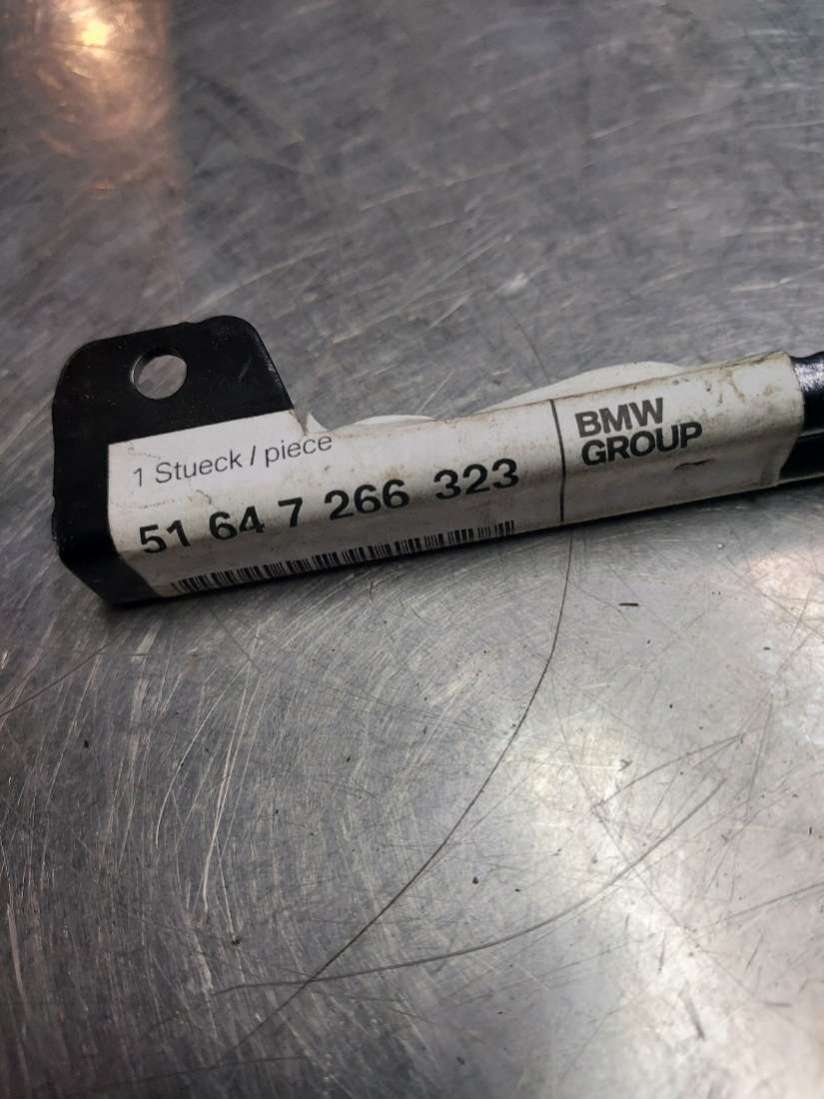 1 Stueck / piece
51 64 7 266 323
BMW
GROUP